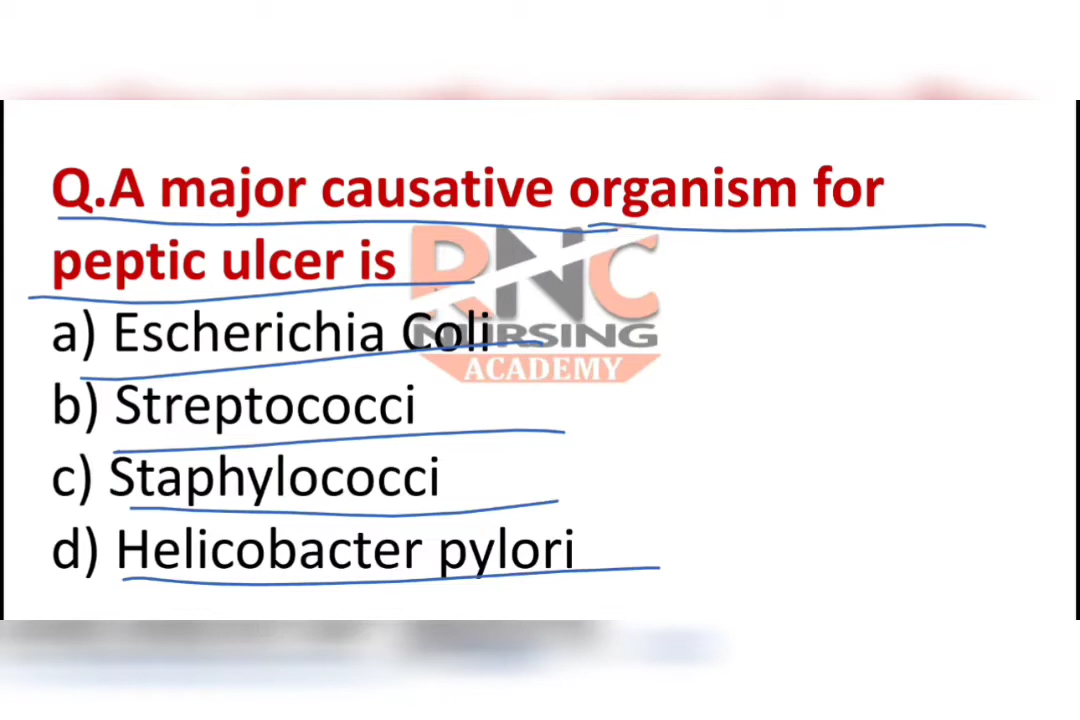 Q.A major causative organism for
peptic ulcer is
RNC
NURSING
ACADEMY
a) Escherichia Coli
b) Streptococci
c) Staphylococci
d) Helicobacter pylori